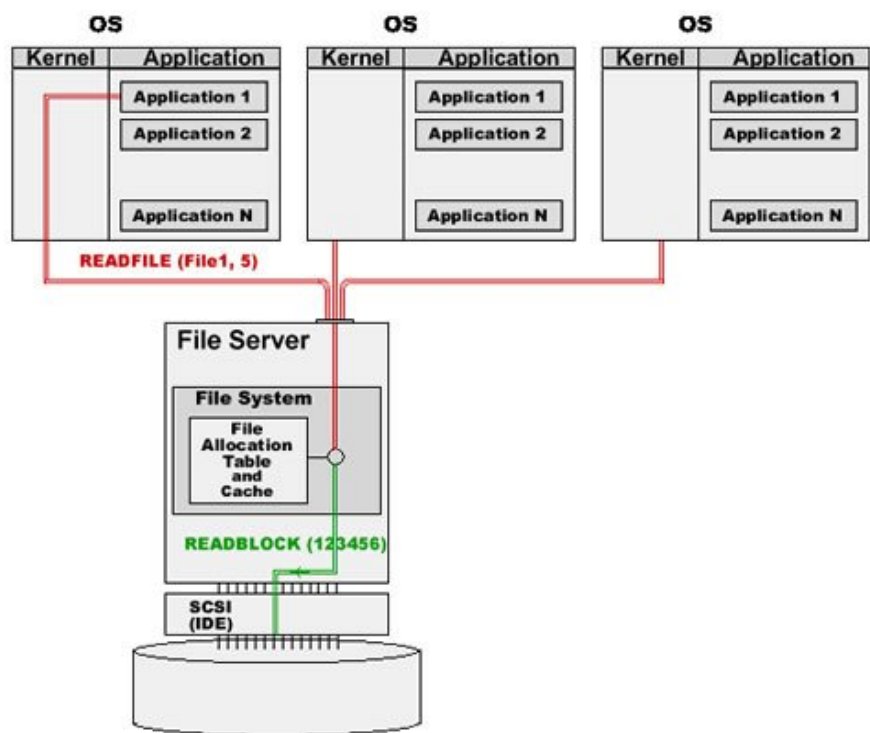 OS OS OS
Kernel Application Kernel Application Kernel Application
Application 1 Application 1 Application 1
Application 2 Application 2 Application 2
Application N Application N Application N
READFILE (File1, 5)
File Server
File System
File
Allocation
Table
and
Cache
READBLOCK (123456)
SCSI
(IDE)